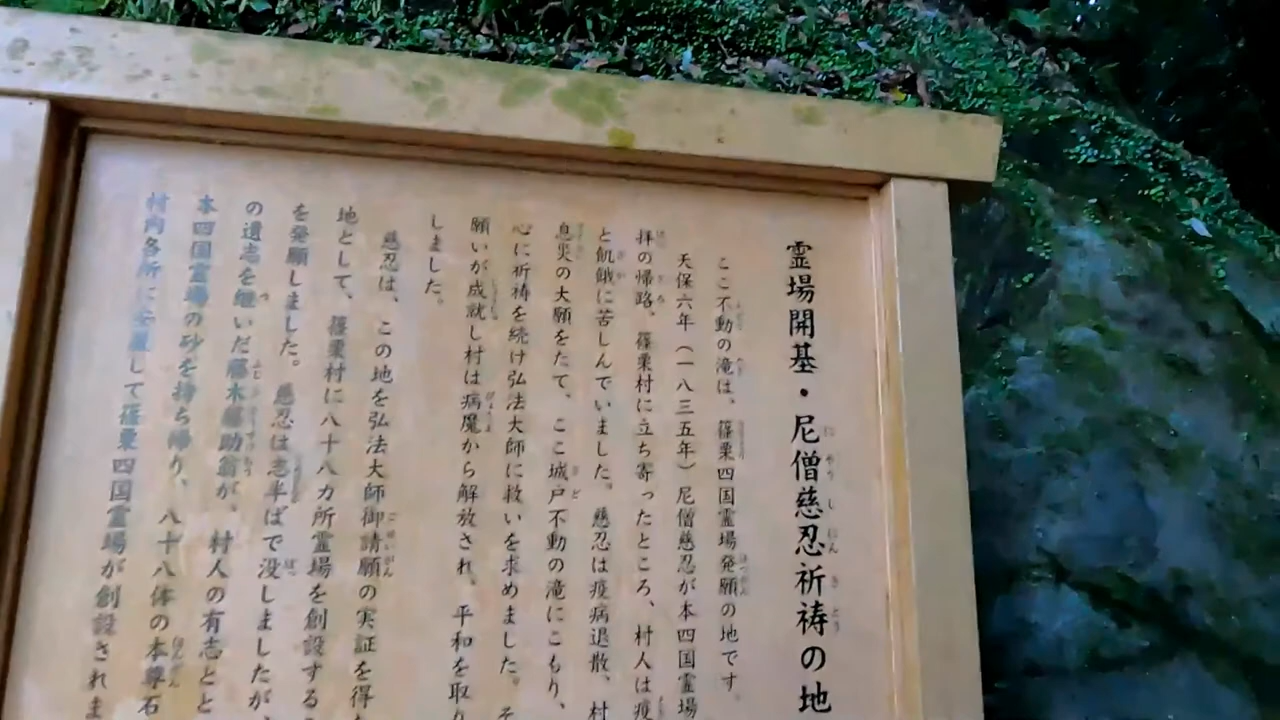 霊場開基・尼僧慈忍祈祷の地
ここ不動の滝は、篠栗四国霊場発願の地です。
天保六年（一八三五年）尼僧慈忍が本四国霊場
拝の帰路、篠栗村に立ち寄ったところ、村人は疫
と飢餓に苦しんでいました。慈忍は疫病退散、村
息災の大願をたて、ここ城戸不動の滝にこもり、
心に祈祷を続け弘法大師に救いを求めました。そ
願いが成就し村は病魔から解放され、平和を取り
しました。
慈忍は、この地を弘法大師御請願の実証を得
地として、篠栗村に八十八カ所霊場を創設する
を発願しました。慈忍は志半ばで没しましたが、
の遺志を継いだ藤木藤助翁が、村人の有志とと
本四国霊場の砂を持ち帰り、八十八体の本尊石
村内各所に安置して篠栗四国霊場が創設されま